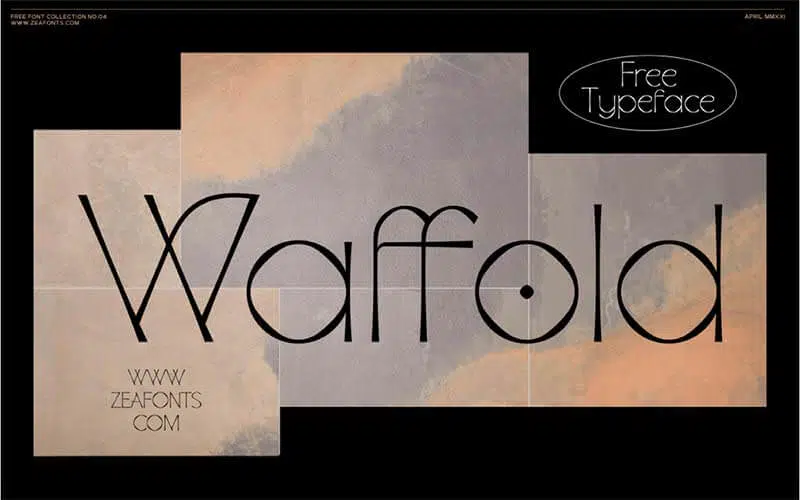 FREE FONT COLLECTION NO.04
WWW.ZEAFONTS.COM
APRIL MMXXI
Free
Typeface
Waffold
WWW
ZEAFONTS
COM